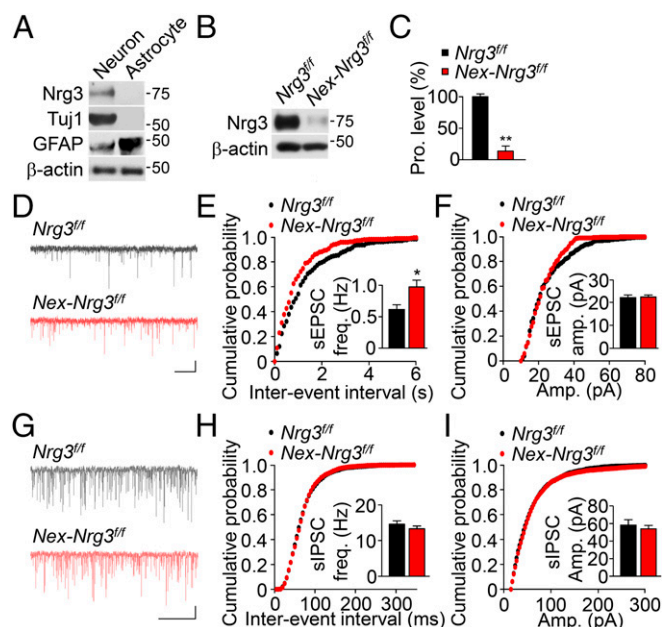 A
Neuron
Astrocyte
Nrg3
Tuj1
GFAP
β-actin
-75
-50
-50
B
Nrg3f/f
Nex-Nrg3f/f
Nrg3
β-actin
-75
-50
C
Nrg3f/f
Nex-Nrg3f/f
Pro. level (%)
100
50
0
**
D
Nrg3f/f
Nex-Nrg3f/f
E
Nrg3f/f
Nex-Nrg3f/f
Cumulative probability
1.0
0.8
0.6
0.4
0.2
0
0 2 4 6
Inter-event interval (s)
sEPSC
freq. (Hz)
1.0
0.5
0
*
F
Nrg3f/f
Nex-Nrg3f/f
Cumulative probability
1.0
0.8
0.6
0.4
0.2
0
20 40 60 80
Amp. (pA)
sEPSC
amp. (pA)
30
20
10
0
G
Nrg3f/f
Nex-Nrg3f/f
H
Nrg3f/f
Nex-Nrg3f/f
Cumulative probability
1.0
0.8
0.6
0.4
0.2
0
0 100 200 300
Inter-event interval (ms)
sIPSC
freq. (Hz)
20
10
0
I
Nrg3f/f
Nex-Nrg3f/f
Cumulative probability
1.0
0.8
0.6
0.4
0.2
0
0 100 200 300
Amp. (pA)
sIPSC
Amp. (pA)
80
60
40
20
0